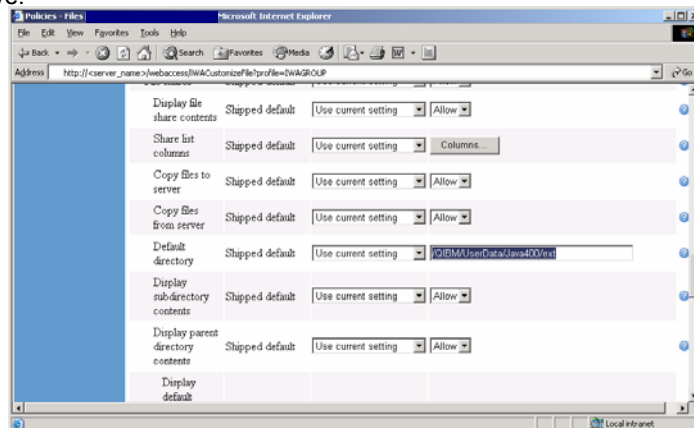 Policies - Files Microsoft Internet Explorer
File Edit View Favorites Tools Help
Back Search Favorites Media
Address http://<server_name>/webaccess/iWACustomizeFile?profile=IWAGROUP Go
Display file share contents Shipped default Use current setting Allow
Share list columns Shipped default Use current setting Columns...
Copy files to server Shipped default Use current setting Allow
Copy files from server Shipped default Use current setting Allow
Default directory Shipped default Use current setting /QIBM/UserData/Java400/ext
Display subdirectory contents Shipped default Use current setting Allow
Display parent directory contents Shipped default Use current setting Allow
Display default
Local intranet